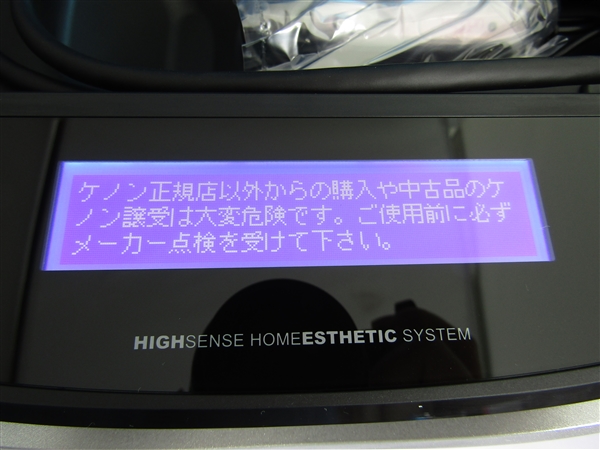 ケノン正規店以外からの購入や中古品のケ
ノン譲受は大変危険です。ご使用前に必ず
メーカー点検を受けて下さい。
HIGHSENSE HOMEESTHETIC SYSTEM